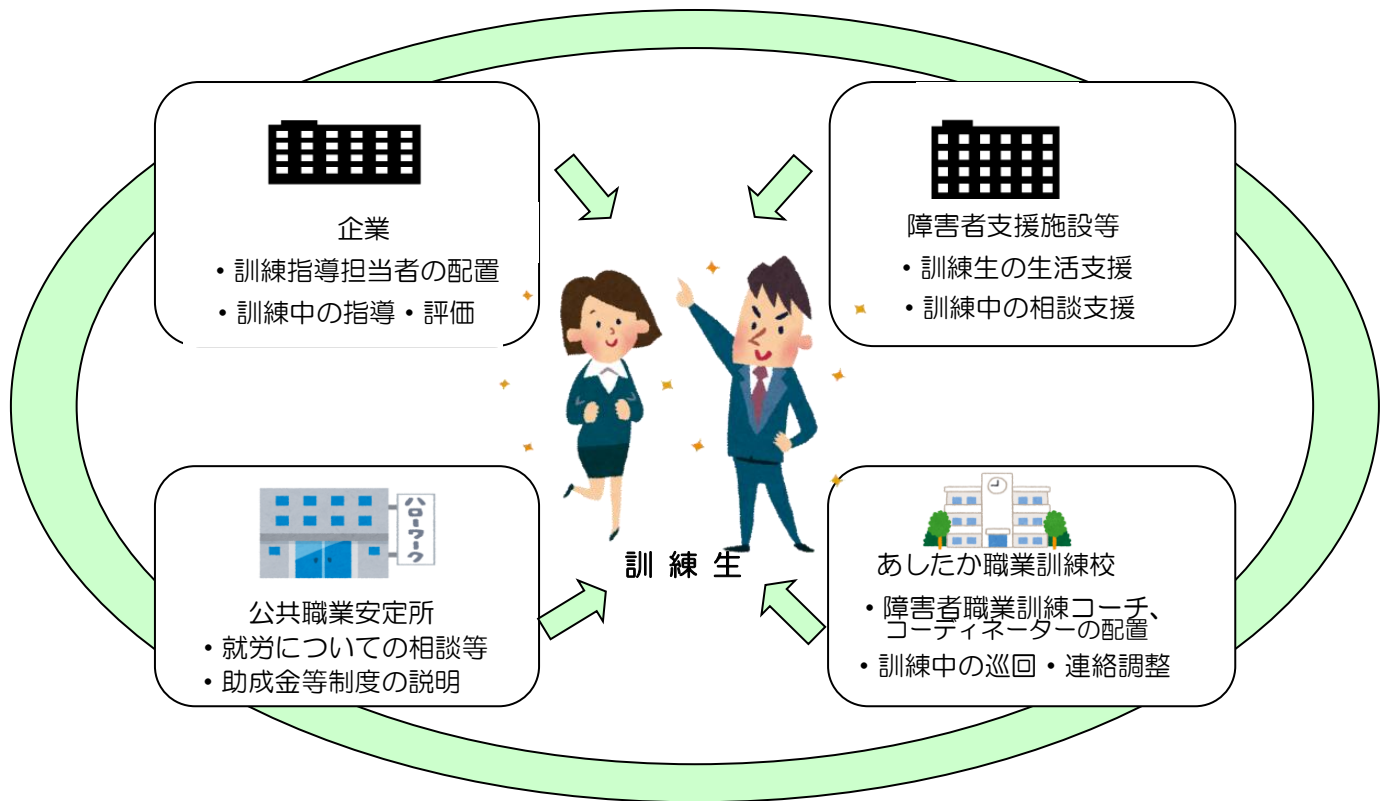 企業
・訓練指導担当者の配置
・訓練中の指導・評価
障害者支援施設等
・訓練生の生活支援
・訓練中の相談支援
訓練生
ハローワーク
公共職業安定所
・就労についての相談等
・助成金等制度の説明
あしたか職業訓練校
・障害者職業訓練コーチ、
コーディネーターの配置
・訓練中の巡回・連絡調整